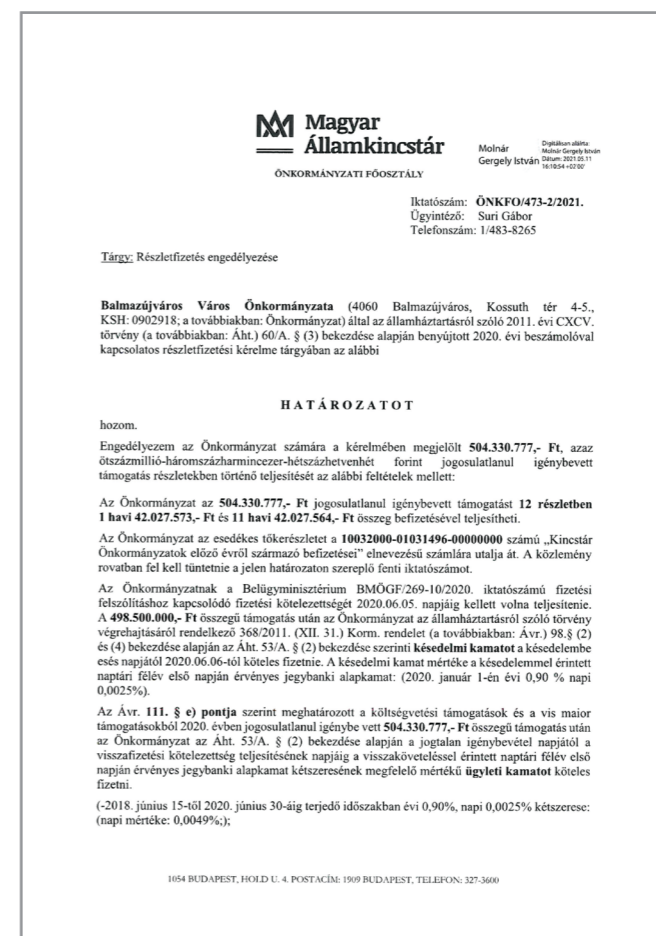 Magyar
Államkincstár
ÖNKORMÁNYZATI FŐOSZTÁLY
Molnár
Gergely István
Digitálisan aláírta:
Molnár Gergely István
Dátum: 2021.05.11
16:10:54 +02'00'
Iktatószám: ÖNKFO/473-2/2021.
Ügyintéző: Suri Gábor
Telefonszám: 1/483-8265
Tárgy: Részletfizetés engedélyezése
Balmazújváros Város Önkormányzata (4060 Balmazújváros, Kossuth tér 4-5.,
KSH: 0902918; a továbbiakban: Önkormányzat) által az államháztartásról szóló 2011. évi CXCV.
törvény (a továbbiakban: Áht.) 60/A. § (3) bekezdése alapján benyújtott 2020. évi beszámolóval
kapcsolatos részletfizetési kérelme tárgyában az alábbi
HATÁROZATOT
hozom.
Engedélyezem az Önkormányzat számára a kérelmében megjelölt 504.330.777,- Ft, azaz
ötszázmillió-háromszázharmincezer-hétszázhetvenhét forint jogosulatlanul igénybevett
támogatás részletekben történő teljesítését az alábbi feltételek mellett:
Az Önkormányzat az 504.330.777,- Ft jogosulatlanul igénybevett támogatást 12 részletben
1 havi 42.027.573,- Ft és 11 havi 42.027.564,- Ft összeg befizetésével teljesítheti.
Az Önkormányzat az esedékes tőkerészletet a 10032000-01031496-00000000 számú „Kincstár
Önkormányzatok előző évről származó befizetései” elnevezésű számlára utalja át. A közlemény
rovatban fel kell tüntetnie a jelen határozaton szereplő fenti iktatószámot.
Az Önkormányzatnak a Belügyminisztérium BMÖGF/269-10/2020. iktatószámú fizetési
felszólításhoz kapcsolódó fizetési kötelezettségét 2020.06.05. napjáig kellett volna teljesítenie.
A 498.500.000,- Ft összegű támogatás után az Önkormányzat az államháztartásról szóló törvény
végrehajtásáról rendelkező 368/2011. (XII. 31.) Korm. rendelet (a továbbiakban: Ávr.) 98.§ (2)
és (4) bekezdése alapján az Áht. 53/A. § (2) bekezdése szerinti késedelmi kamatot a késedelembe
esés napjától 2020.06.06-tól köteles fizetnie. A késedelmi kamat mértéke a késedelemmel érintett
naptári félév első napján érvényes jegybanki alapkamat: (2020. január 1-én évi 0,90 % napi
0,0025%).
Az Ávr. 111. § e) pontja szerint meghatározott a költségvetési támogatások és a vis maior
támogatásokból 2020. évben jogosulatlanul igénybe vett 504.330.777,- Ft összegű támogatás után
az Önkormányzat az Áht. 53/A. § (2) bekezdése alapján a jogtalan igénybevétel napjától a
visszafizetési kötelezettség teljesítésének napjáig a visszaköveteléssel érintett naptári félév első
napján érvényes jegybanki alapkamat kétszeresének megfelelő mértékű ügyleti kamatot köteles
fizetni.
(-2018. június 15-től 2020. június 30-áig terjedő időszakban évi 0,90%, napi 0,0025% kétszerese:
(napi mértéke: 0,0049%;);
1054 BUDAPEST, HOLD U. 4. POSTACÍM: 1909 BUDAPEST, TELEFON: 327-3600